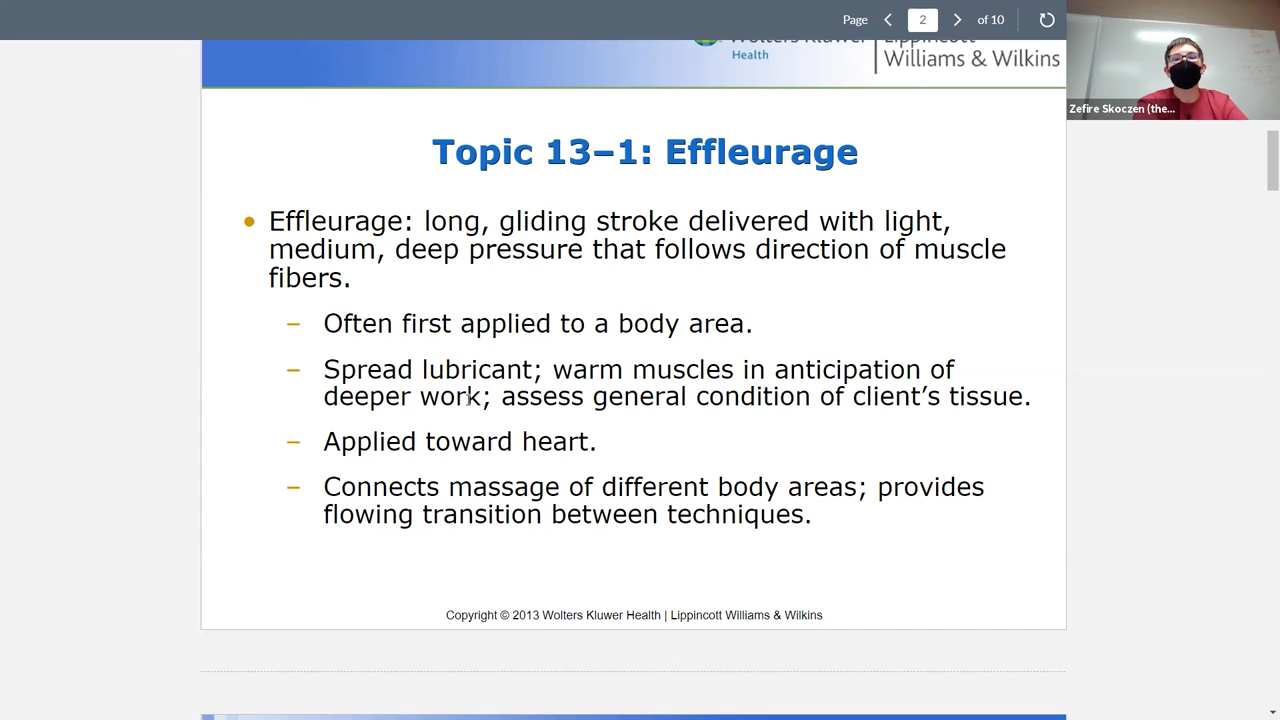 Page 2 of 10
Wolters Kluwer
Health
Lippincott
Williams & Wilkins
Zefire Skoczen (the...
Topic 13–1: Effleurage
• Effleurage: long, gliding stroke delivered with light,
medium, deep pressure that follows direction of muscle
fibers.
– Often first applied to a body area.
– Spread lubricant; warm muscles in anticipation of
deeper work; assess general condition of client’s tissue.
– Applied toward heart.
– Connects massage of different body areas; provides
flowing transition between techniques.
Copyright © 2013 Wolters Kluwer Health | Lippincott Williams & Wilkins